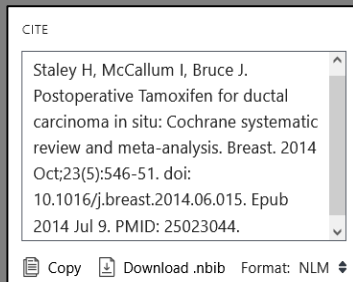 CITE
Staley H, McCallum I, Bruce J.
Postoperative Tamoxifen for ductal
carcinoma in situ: Cochrane systematic
review and meta-analysis. Breast. 2014
Oct;23(5):546-51. doi:
10.1016/j.breast.2014.06.015. Epub
2014 Jul 9. PMID: 25023044.
Copy Download .nbib Format: NLM